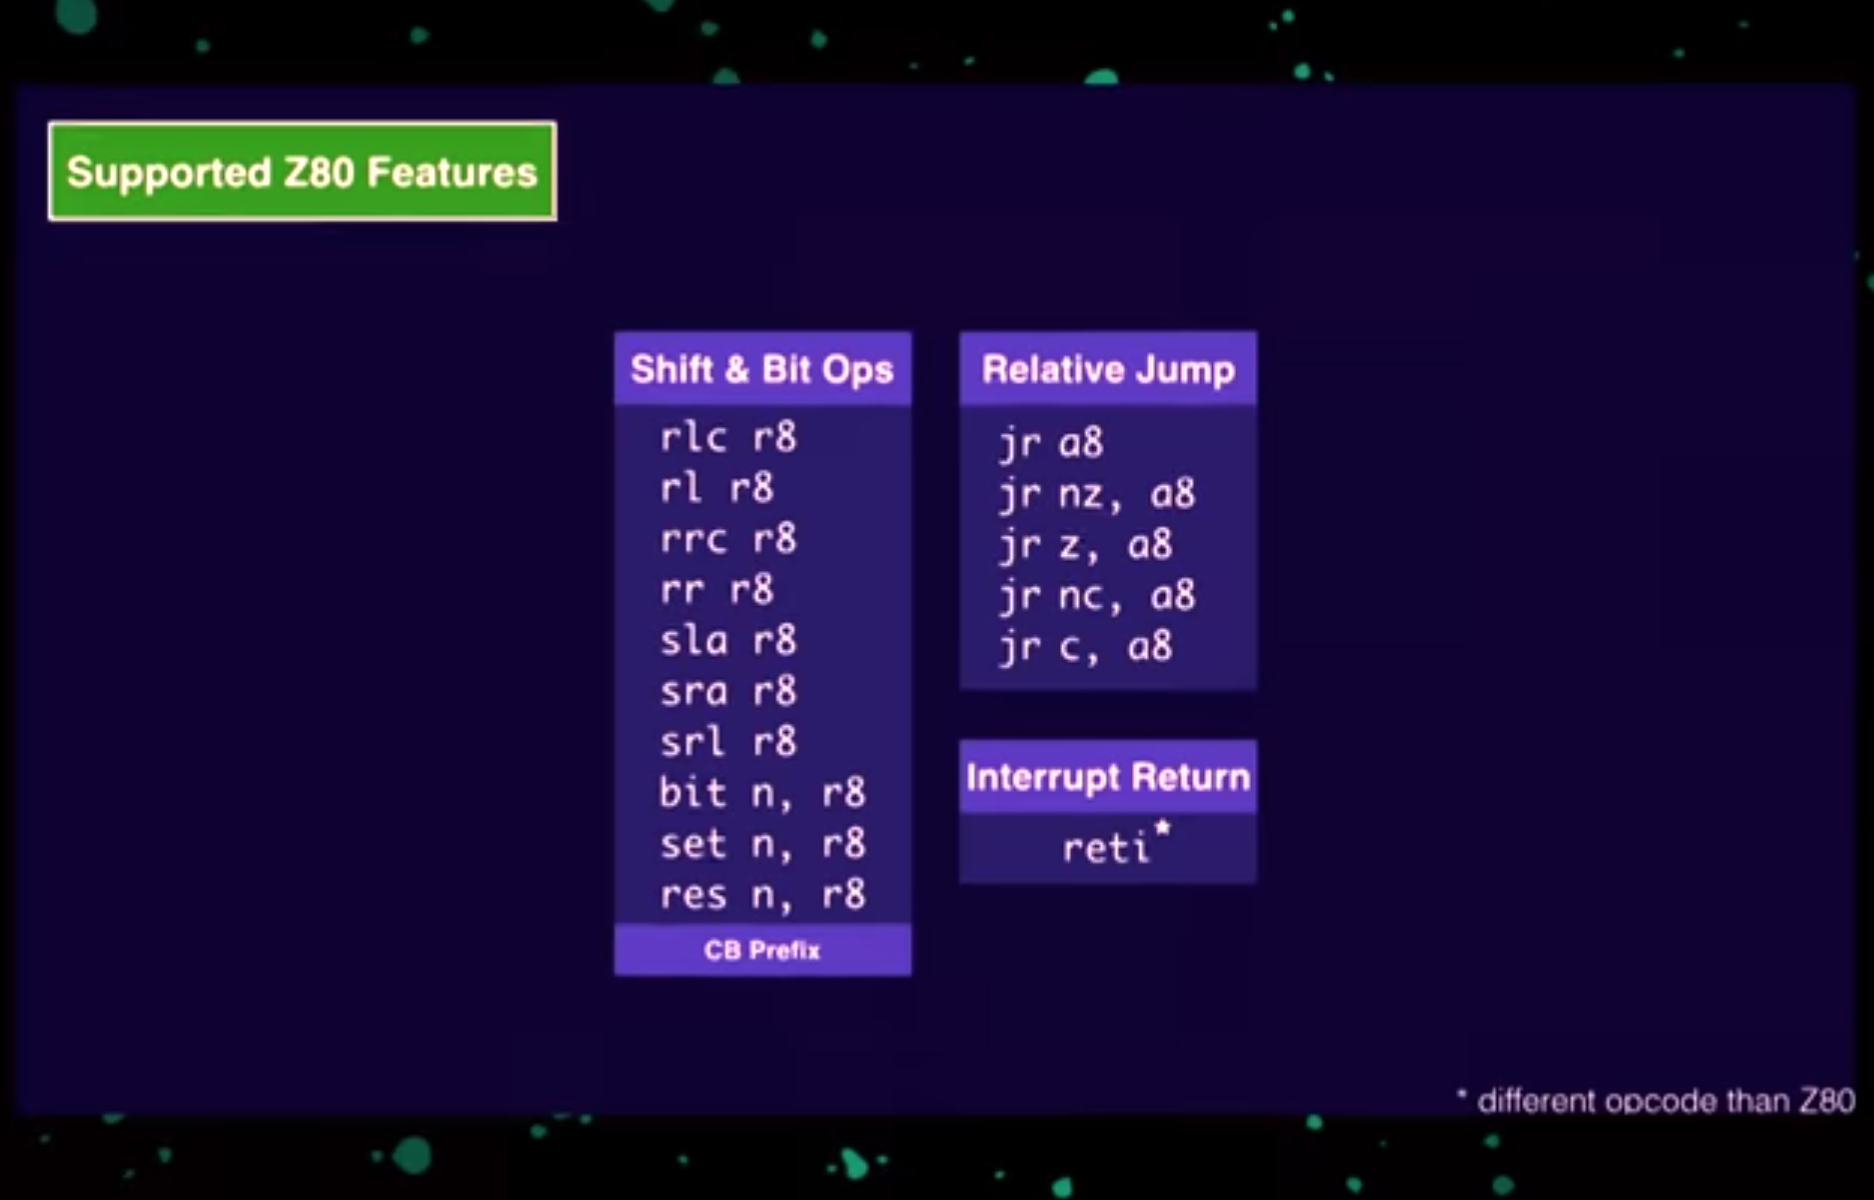 Supported Z80 Features
Shift & Bit Ops
rlc r8
rl r8
rrc r8
rr r8
sla r8
sra r8
srl r8
bit n, r8
set n, r8
res n, r8
CB Prefix
Relative Jump
jr a8
jr nz, a8
jr z, a8
jr nc, a8
jr c, a8
Interrupt Return
reti*
* different opcode than Z80